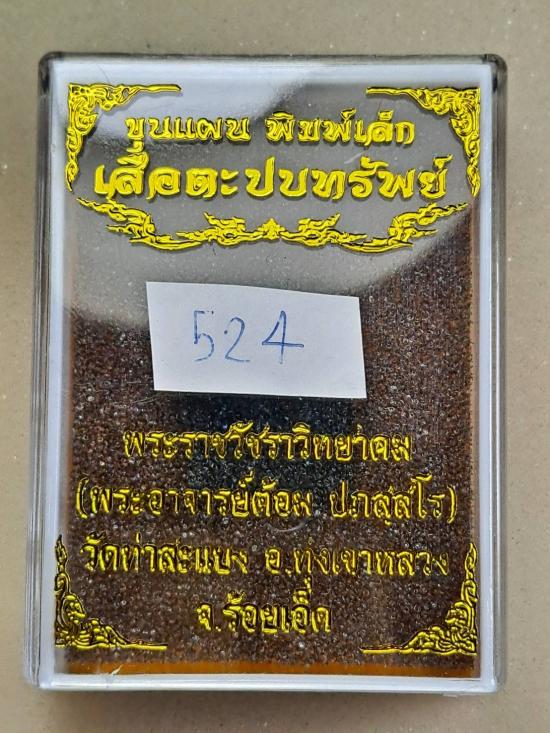 ขุนแผน พิมพ์เล็ก
เสือตะปบทรัพย์
524
พระราชวัชราวิทยาคม
(พระอาจารย์ต้อม ปภสฺสโร)
วัดท่าสะแบง อ.ทุ่งเขาหลวง
จ.ร้อยเอ็ด